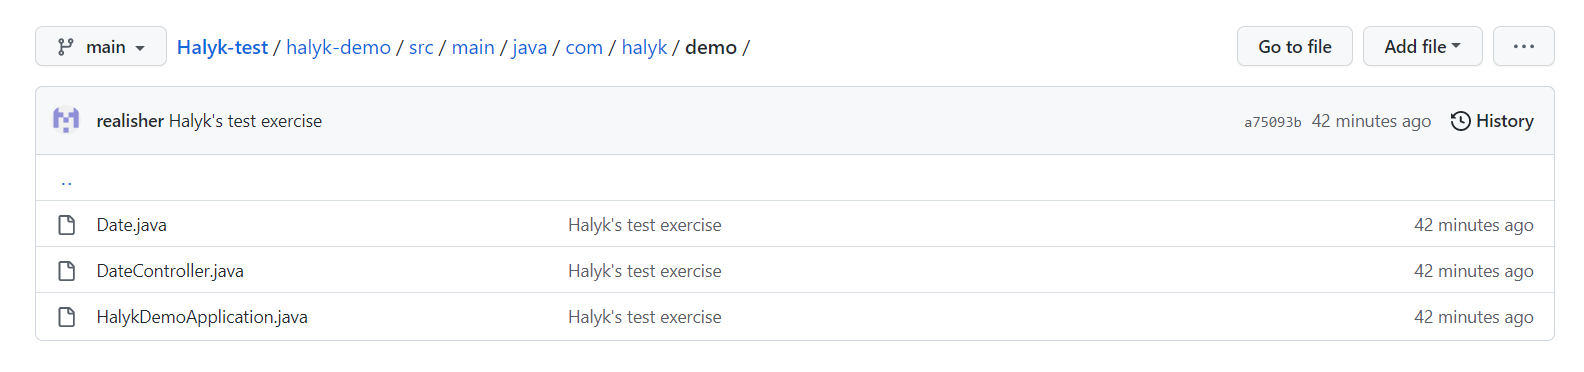 main Halyk-test / halyk-demo / src / main / java / com / halyk / demo / Go to file Add file ...
realisher Halyk's test exercise a75093b 42 minutes ago History
..
Date.java Halyk's test exercise 42 minutes ago
DateController.java Halyk's test exercise 42 minutes ago
HalykDemoApplication.java Halyk's test exercise 42 minutes ago